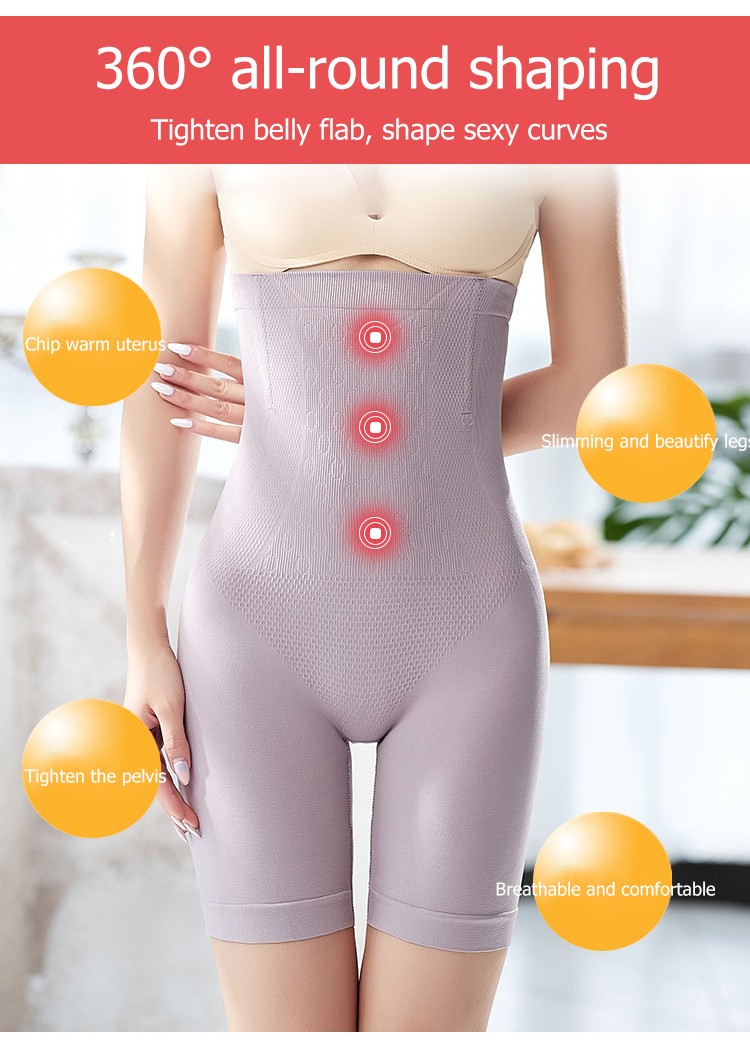 360° all-round shaping
Tighten belly flab, shape sexy curves
Chip warm uterus
Slimming and beautify legs
Tighten the pelvis
Breathable and comfortable